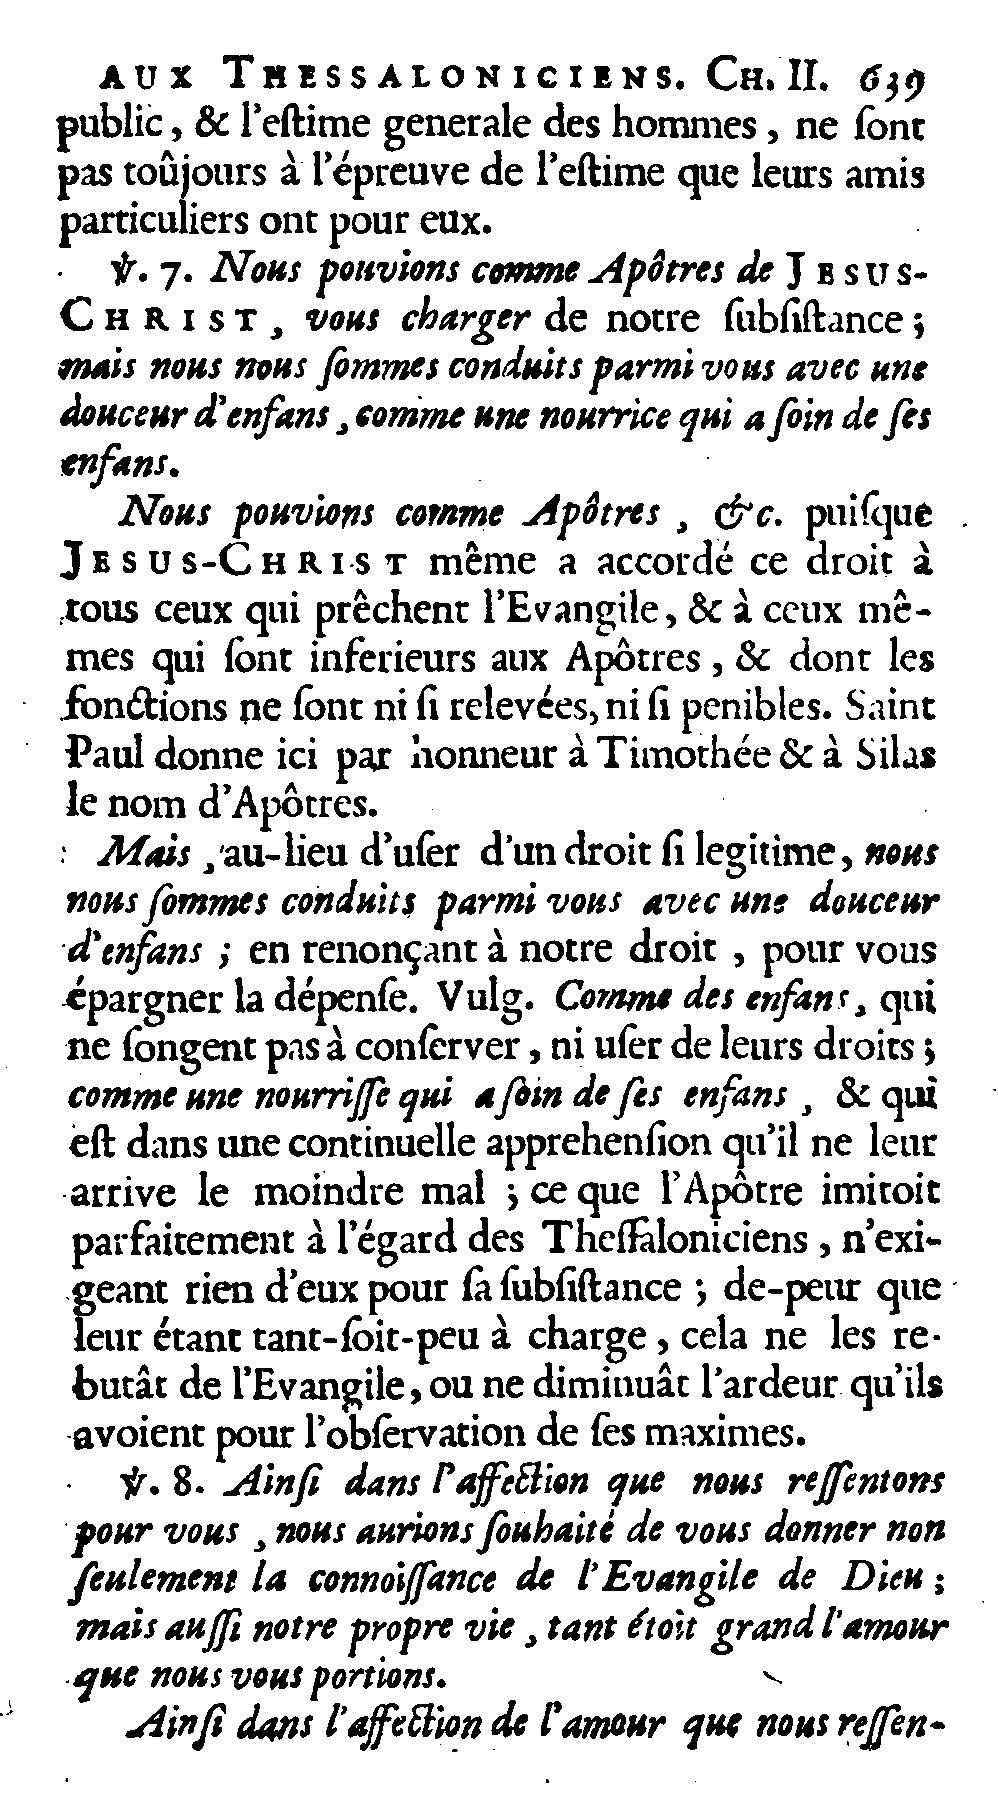 AUX THESSALONICIENS. CH. II. 639
public, & l'eſtime generale des hommes, ne ſont
pas toûjours à l'épreuve de l'eſtime que leurs amis
particuliers ont pour eux.
℣. 7. Nous pouvions comme Apôtres de JESUS-
CHRIST, vous charger de notre ſubſiſtance;
mais nous nous ſommes conduits parmi vous avec une
douceur d'enfans, comme une nourrice qui a ſoin de ſes
enfans.
Nous pouvions comme Apôtres, &c. puiſque
JESUS-CHRIST même a accordé ce droit à
tous ceux qui prêchent l'Evangile, & à ceux mê-
mes qui ſont inferieurs aux Apôtres, & dont les
fonctions ne ſont ni ſi relevées, ni ſi penibles. Saint
Paul donne ici par honneur à Timothée & à Silas
le nom d'Apôtres.
Mais, au-lieu d'uſer d'un droit ſi legitime, nous
nous ſommes conduits parmi vous avec une douceur
d'enfans; en renonçant à notre droit, pour vous
épargner la dépenſe. Vulg. Comme des enfans, qui
ne ſongent pas à conſerver, ni uſer de leurs droits;
comme une nourriſſe qui a ſoin de ſes enfans, & qui
eſt dans une continuelle apprehenſion qu'il ne leur
arrive le moindre mal; ce que l'Apôtre imitoit
parfaitement à l'égard des Theſſaloniciens, n'exi-
geant rien d'eux pour ſa ſubſiſtance; de-peur que
leur étant tant-ſoit-peu à charge, cela ne les re-
butât de l'Evangile, ou ne diminuât l'ardeur qu'ils
avoient pour l'obſervation de ſes maximes.
℣. 8. Ainſi dans l'affection que nous reſſentons
pour vous, nous aurions ſouhaité de vous donner non
ſeulement la connoiſſance de l'Evangile de Dieu;
mais auſſi notre propre vie, tant étoit grand l'amour
que nous vous portions.
Ainſi dans l'affection de l'amour que nous reſſen-